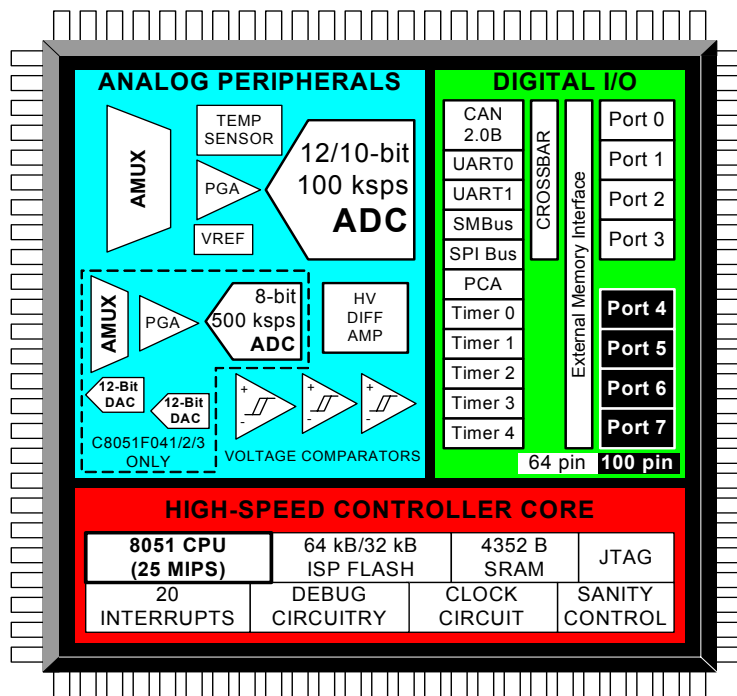 ANALOG PERIPHERALS
AMUX
TEMP
SENSOR
PGA
VREF
12/10-bit
100 ksps
ADC
AMUX
PGA
8-bit
500 ksps
ADC
HV
DIFF
AMP
12-Bit
DAC
12-Bit
DAC
C8051F041/2/3
ONLY
+
-
+
-
+
-
VOLTAGE COMPARATORS
DIGITAL I/O
CAN
2.0B
UART0
UART1
SMBus
SPI Bus
PCA
Timer 0
Timer 1
Timer 2
Timer 3
Timer 4
CROSSBAR
External Memory Interface
Port 0
Port 1
Port 2
Port 3
Port 4
Port 5
Port 6
Port 7
64 pin
100 pin
HIGH-SPEED CONTROLLER CORE
8051 CPU
(25 MIPS)
64 kB/32 kB
ISP FLASH
4352 B
SRAM
JTAG
20
INTERRUPTS
DEBUG
CIRCUITRY
CLOCK
CIRCUIT
SANITY
CONTROL